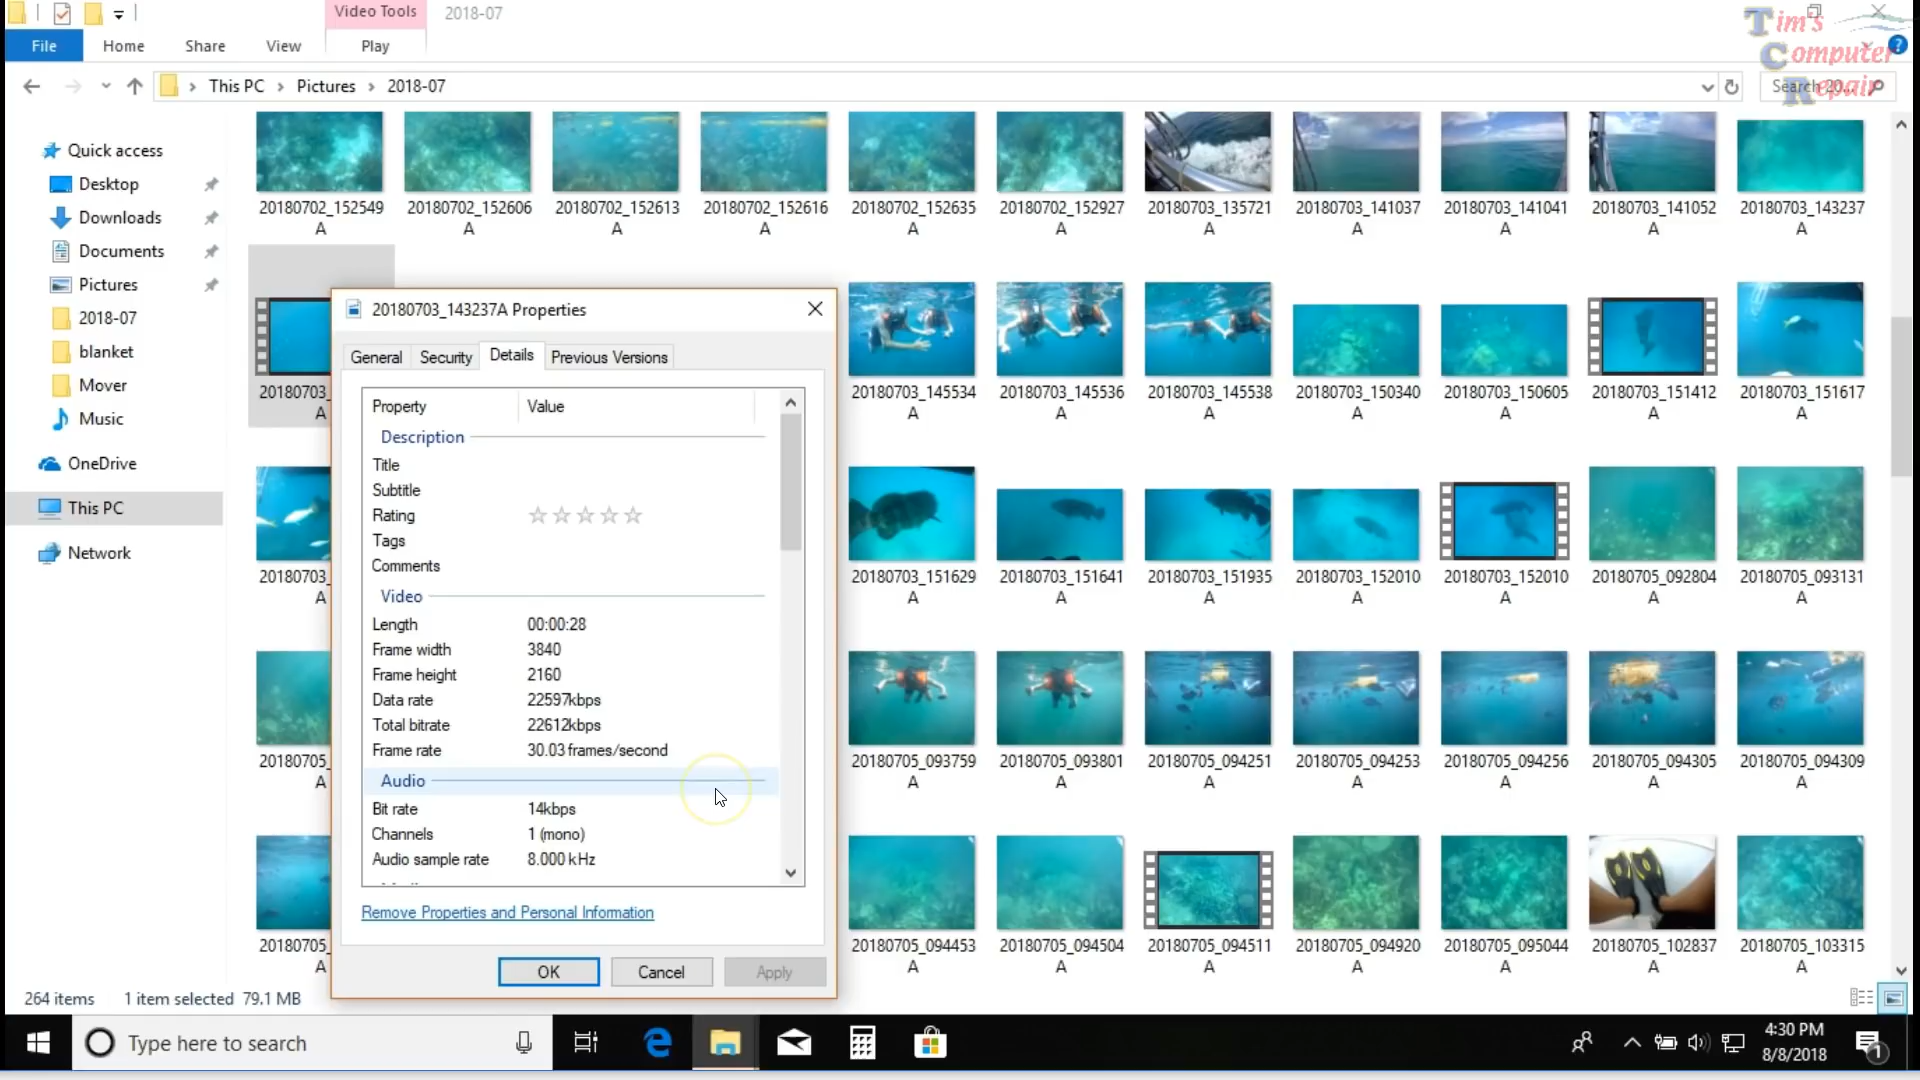 Video Tools
2018-07
Tim's
Computer
Repair
File
Home
Share
View
Play
This PC
Pictures
2018-07
Search 20...
Quick access
Desktop
Downloads
Documents
Pictures
2018-07
blanket
Mover
Music
OneDrive
This PC
Network
20180702_152549
A
20180702_152606
A
20180702_152613
A
20180702_152616
A
20180702_152635
A
20180702_152927
A
20180703_135721
A
20180703_141037
A
20180703_141041
A
20180703_141052
A
20180703_143237
A
20180703_
A
20180703_145534
A
20180703_145536
A
20180703_145538
A
20180703_150340
A
20180703_150605
A
20180703_151412
A
20180703_151617
A
20180703_
A
20180703_151629
A
20180703_151641
A
20180703_151935
A
20180703_152010
A
20180703_152010
A
20180705_092804
A
20180705_093131
A
20180705_
A
20180705_093759
A
20180705_093801
A
20180705_094251
A
20180705_094253
A
20180705_094256
A
20180705_094305
A
20180705_094309
A
20180705_
A
20180705_094453
A
20180705_094504
A
20180705_094511
A
20180705_094920
A
20180705_095044
A
20180705_102837
A
20180705_103315
A
20180703_143237A Properties
General
Security
Details
Previous Versions
Property Value
Description
Title
Subtitle
Rating
Tags
Comments
Video
Length 00:00:28
Frame width 3840
Frame height 2160
Data rate 22597kbps
Total bitrate 22612kbps
Frame rate 30.03 frames/second
Audio
Bit rate 14kbps
Channels 1 (mono)
Audio sample rate 8.000 kHz
Remove Properties and Personal Information
OK
Cancel
Apply
264 items 1 item selected 79.1 MB
Type here to search
4:30 PM
8/8/2018
1